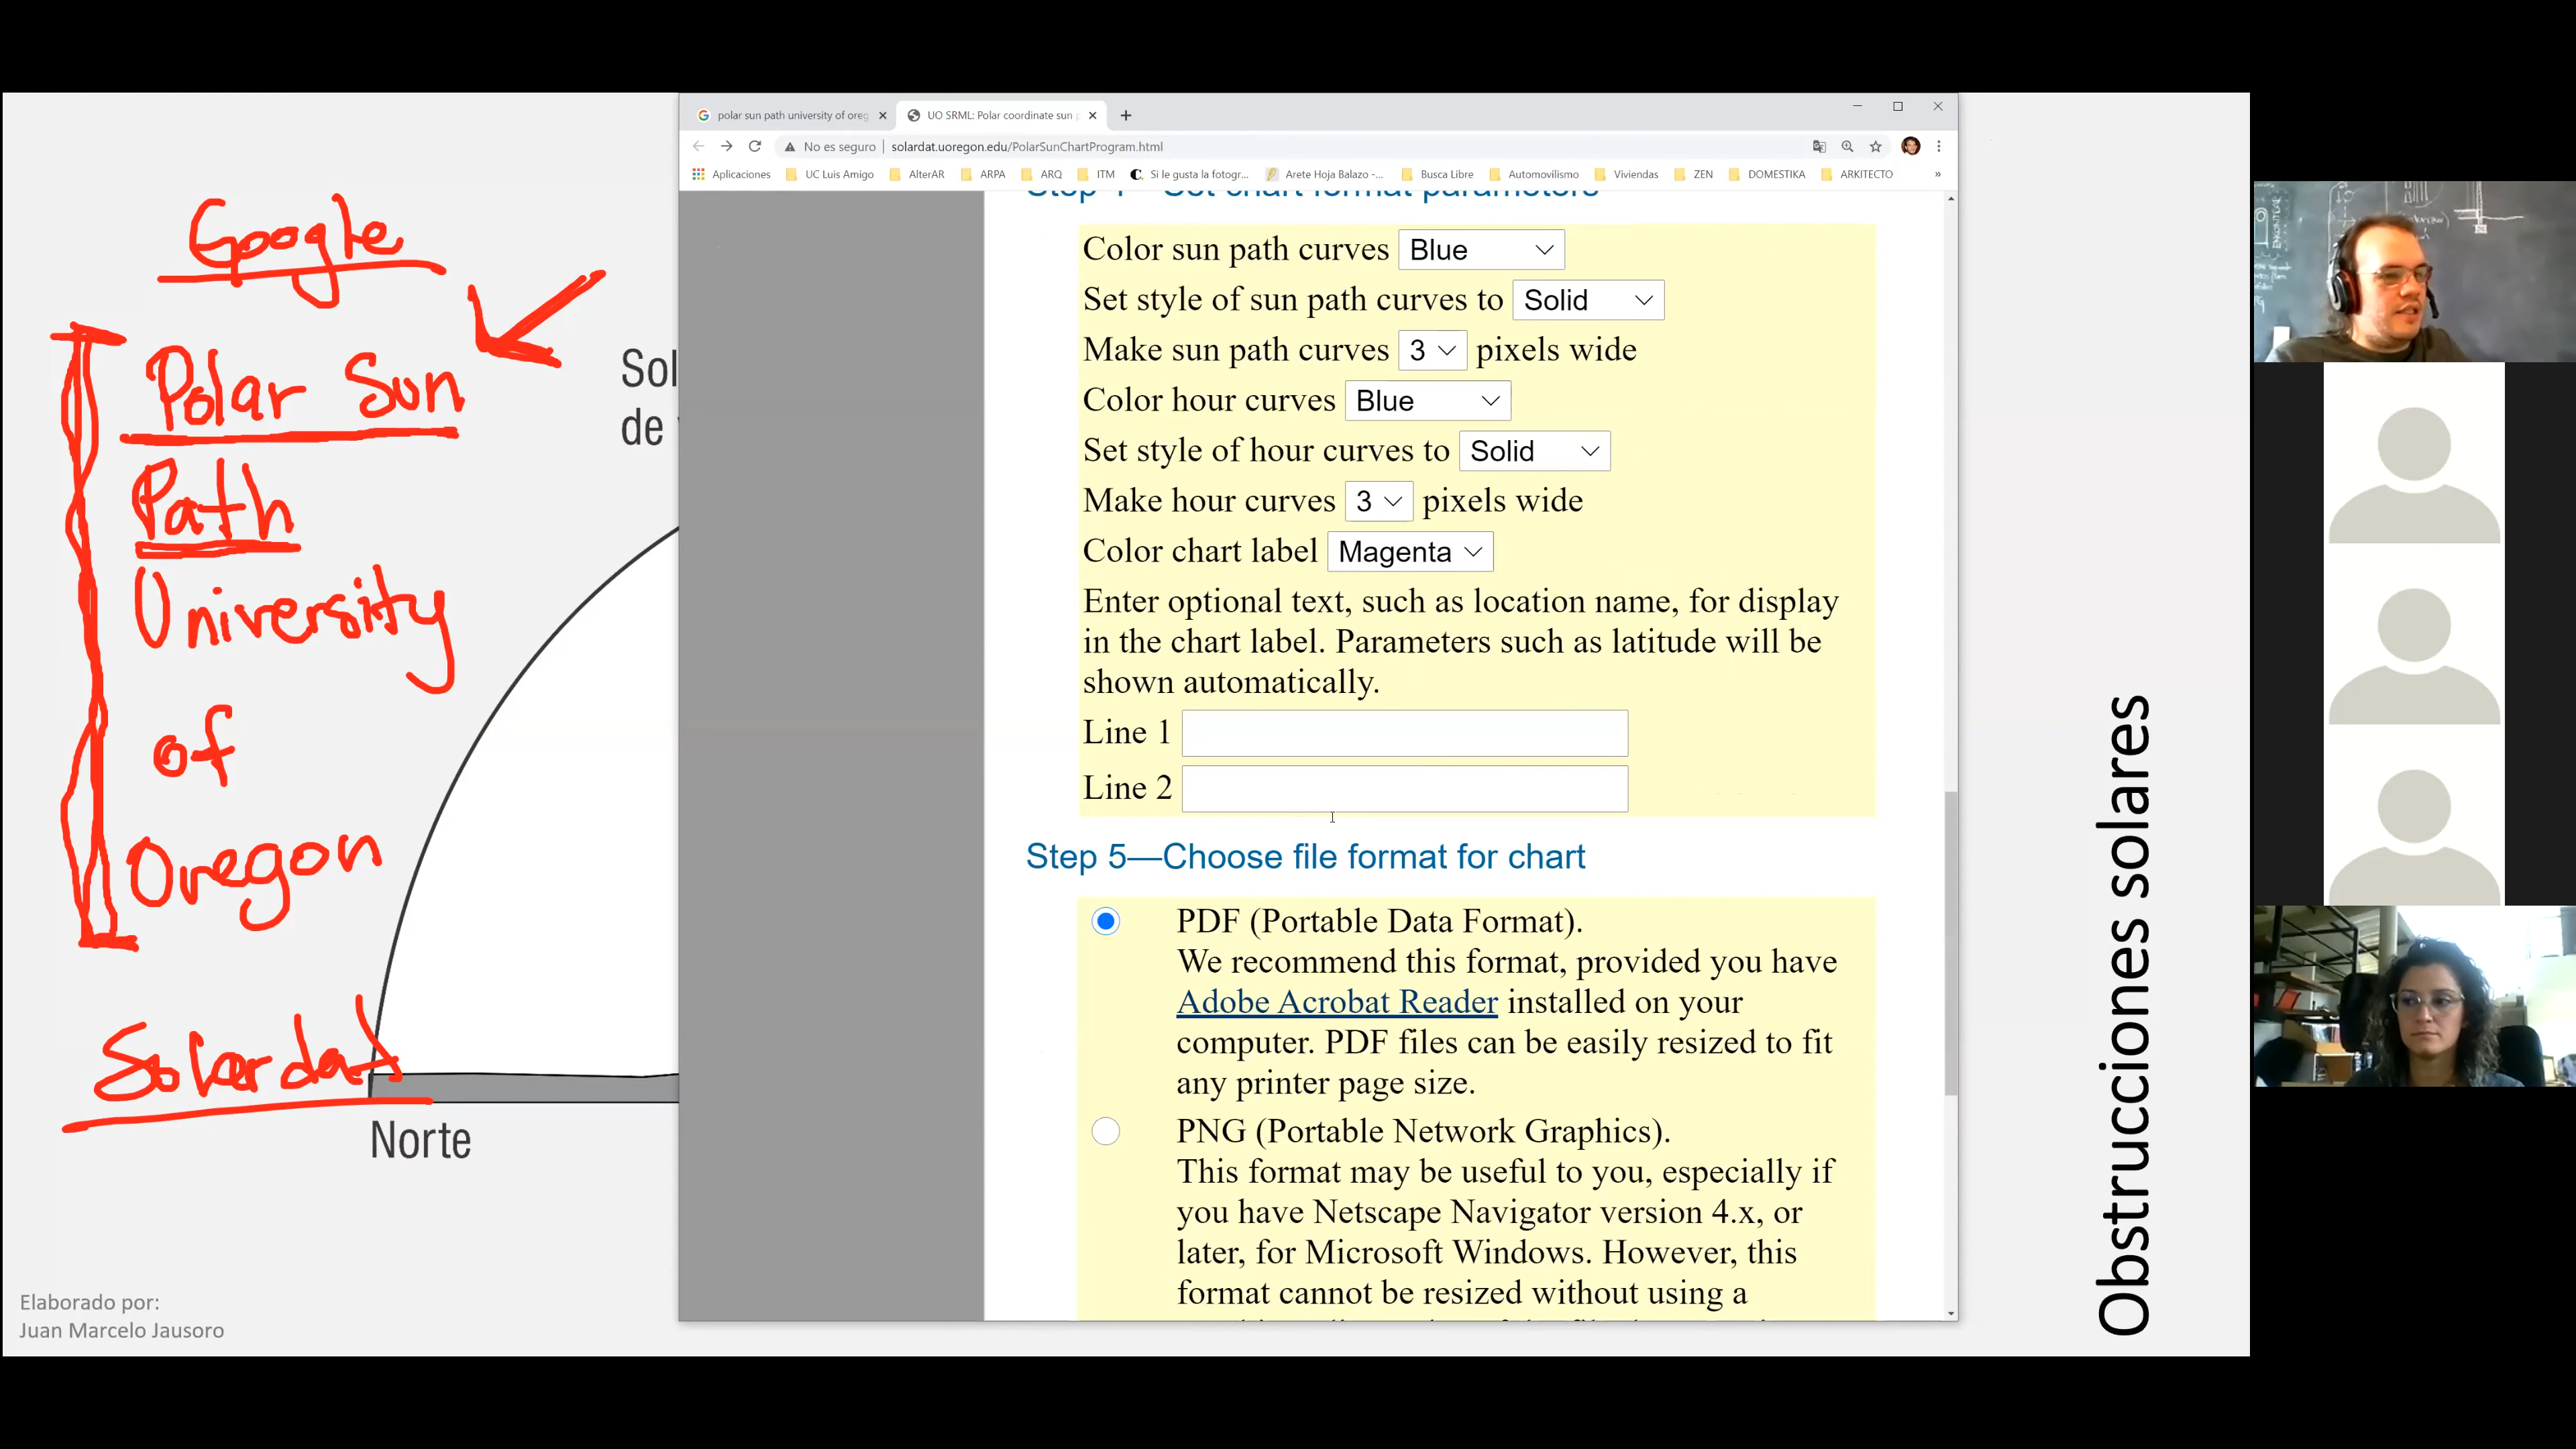 Google
Polar Sun
Path
University
of
Oregon
Solardat
Sol
de
Norte
Elaborado por:
Juan Marcelo Jausoro
polar sun path university of oreg
UO SRML: Polar coordinate sun p
No es seguro | solardat.uoregon.edu/PolarSunChartProgram.html
Aplicaciones UC Luis Amigo AlterAR ARPA ARQ ITM Si le gusta la fotogr... Arete Hoja Balazo -... Busca Libre Automovilismo Viviendas ZEN DOMESTIKA ARKITECTO »
Step 4—Set chart format parameters
Color sun path curves Blue
Set style of sun path curves to Solid
Make sun path curves 3 pixels wide
Color hour curves Blue
Set style of hour curves to Solid
Make hour curves 3 pixels wide
Color chart label Magenta
Enter optional text, such as location name, for display
in the chart label. Parameters such as latitude will be
shown automatically.
Line 1
Line 2
Step 5—Choose file format for chart
PDF (Portable Data Format).
We recommend this format, provided you have
Adobe Acrobat Reader installed on your
computer. PDF files can be easily resized to fit
any printer page size.
PNG (Portable Network Graphics).
This format may be useful to you, especially if
you have Netscape Navigator version 4.x, or
later, for Microsoft Windows. However, this
format cannot be resized without using a
Obstrucciones solares